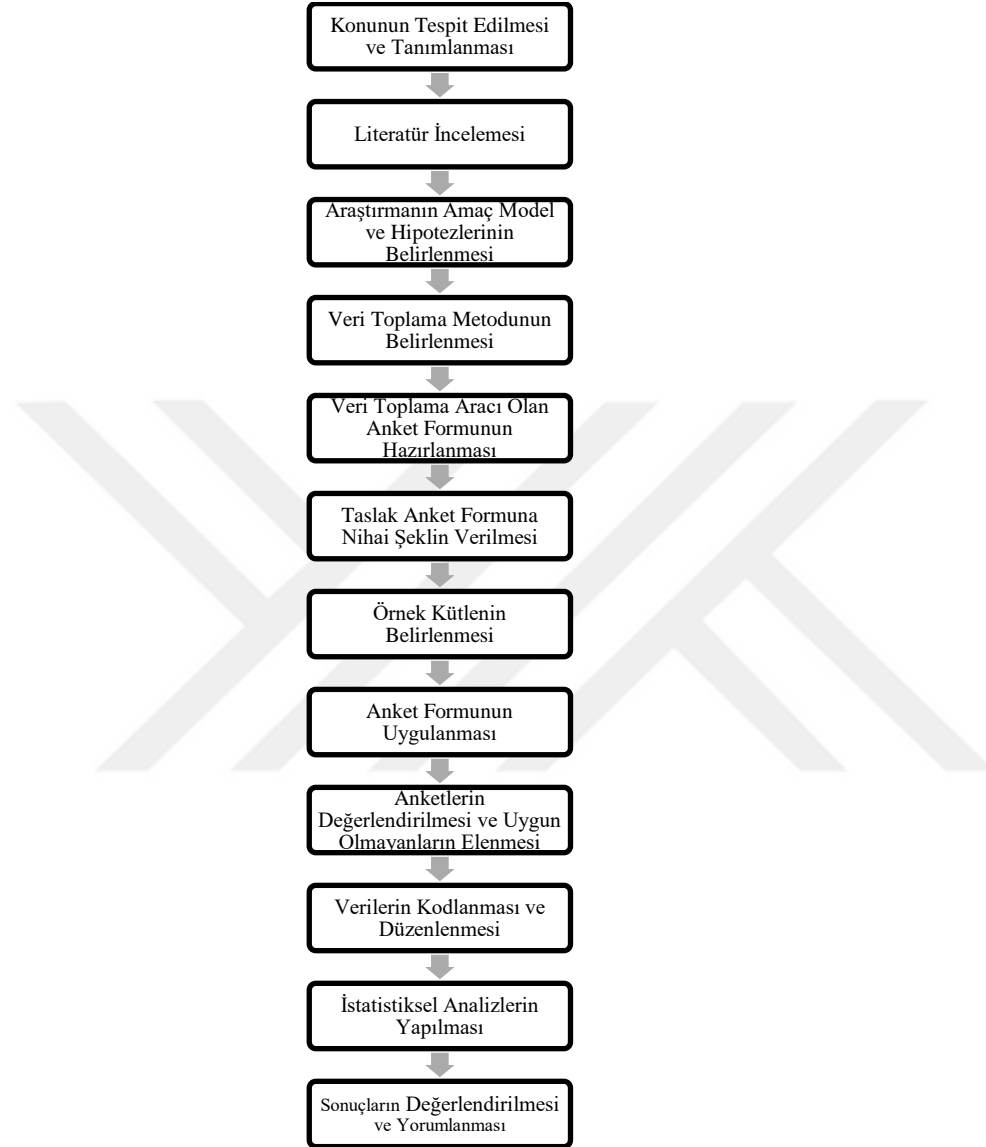 Konunun Tespit Edilmesi
ve Tanımlanması
Literatür İncelemesi
Araştırmanın Amaç Model
ve Hipotezlerinin
Belirlenmesi
Veri Toplama Metodunun
Belirlenmesi
Veri Toplama Aracı Olan
Anket Formunun
Hazırlanması
Taslak Anket Formuna
Nihai Şeklin Verilmesi
Örnek Kütlenin
Belirlenmesi
Anket Formunun
Uygulanması
Anketlerin
Değerlendirilmesi ve Uygun
Olmayanların Elenmesi
Verilerin Kodlanması ve
Düzenlenmesi
İstatistiksel Analizlerin
Yapılması
Sonuçların Değerlendirilmesi
ve Yorumlanması